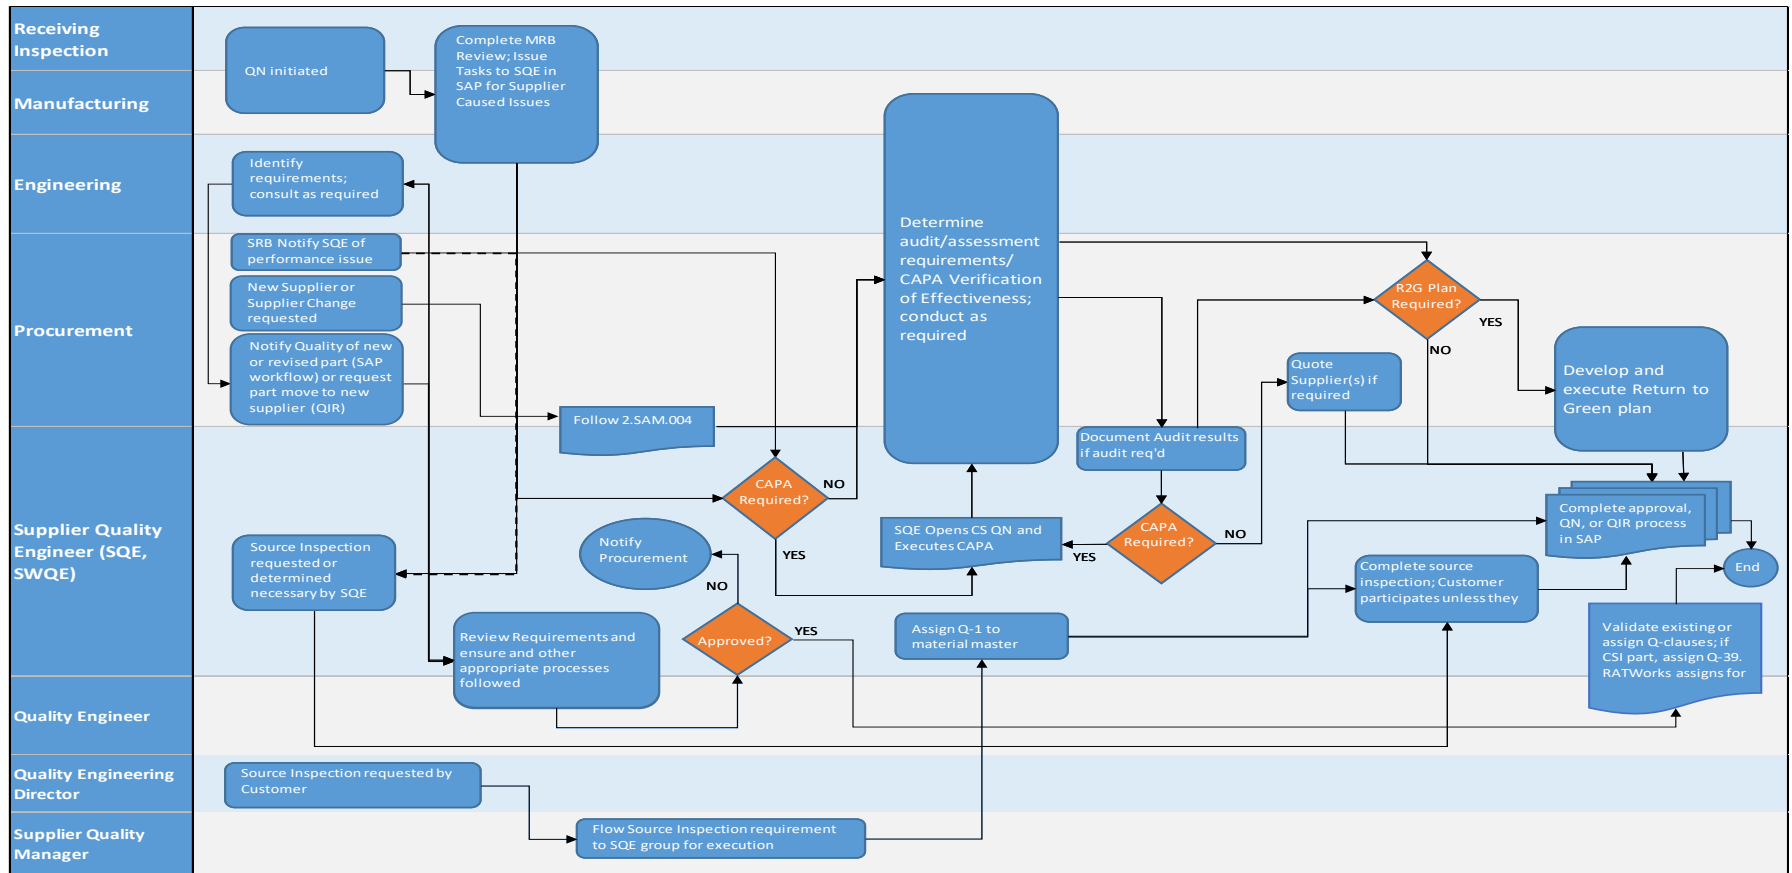 Receiving
Inspection
Manufacturing
Engineering
Procurement
Supplier Quality
Engineer (SQE,
SWQE)
Quality Engineer
Quality Engineering
Director
Supplier Quality
Manager
QN initiated
Complete MRB
Review; Issue
Tasks to SQE in
SAP for Supplier
Caused Issues
Identify
requirements;
consult as required
SRB Notify SQE of
performance issue
New Supplier or
Supplier Change
requested
Notify Quality of new
or revised part (SAP
workflow) or request
part move to new
supplier (QIR)
Follow 2.SAM.004
CAPA
Required?
NO
YES
Determine
audit/assessment
requirements/
CAPA Verification
of Effectiveness;
conduct as
required
R2G Plan
Required?
YES
NO
Quote
Supplier(s) if
required
Develop and
execute Return to
Green plan
Document Audit results
if audit req'd
CAPA
Required?
NO
YES
SQE Opens CS QN and
Executes CAPA
Complete approval,
QN, or QIR process
in SAP
End
Notify
Procurement
NO
Source Inspection
requested or
determined
necessary by SQE
Complete source
inspection; Customer
participates unless they
Review Requirements and
ensure and other
appropriate processes
followed
Approved?
YES
Assign Q-1 to
material master
Validate existing or
assign Q-clauses; if
CSI part, assign Q-39.
RATWorks assigns for
Source Inspection requested by
Customer
Flow Source Inspection requirement
to SQE group for execution